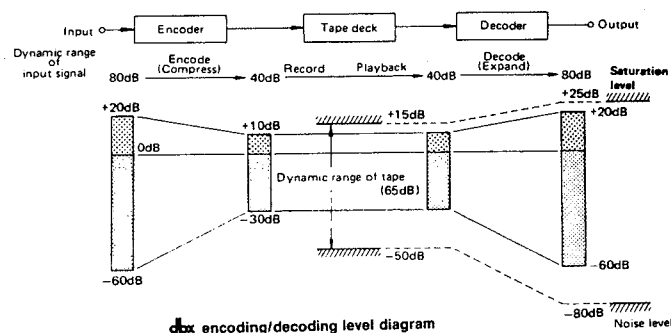 Input
Encoder
Tape deck
Decoder
Output
Dynamic range
of
input signal
80dB
Encode
(Compress)
40dB
Record
Playback
40dB
Decode
(Expand)
80dB
Saturation
level
+25dB
+20dB
+15dB
+20dB
+10dB
0dB
Dynamic range of tape
(65dB)
−30dB
−50dB
−60dB
−60dB
−80dB
Noise level
dbx encoding/decoding level diagram